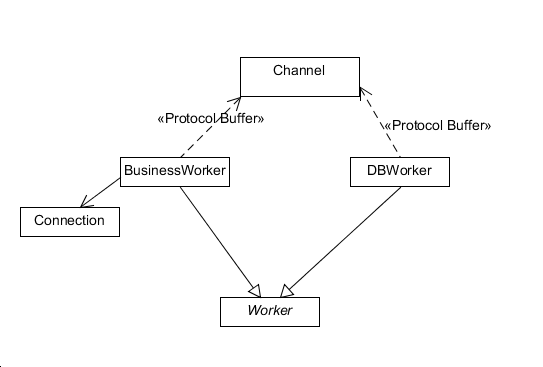 Channel
«Protocol Buffer»
«Protocol Buffer»
BusinessWorker
DBWorker
Connection
Worker